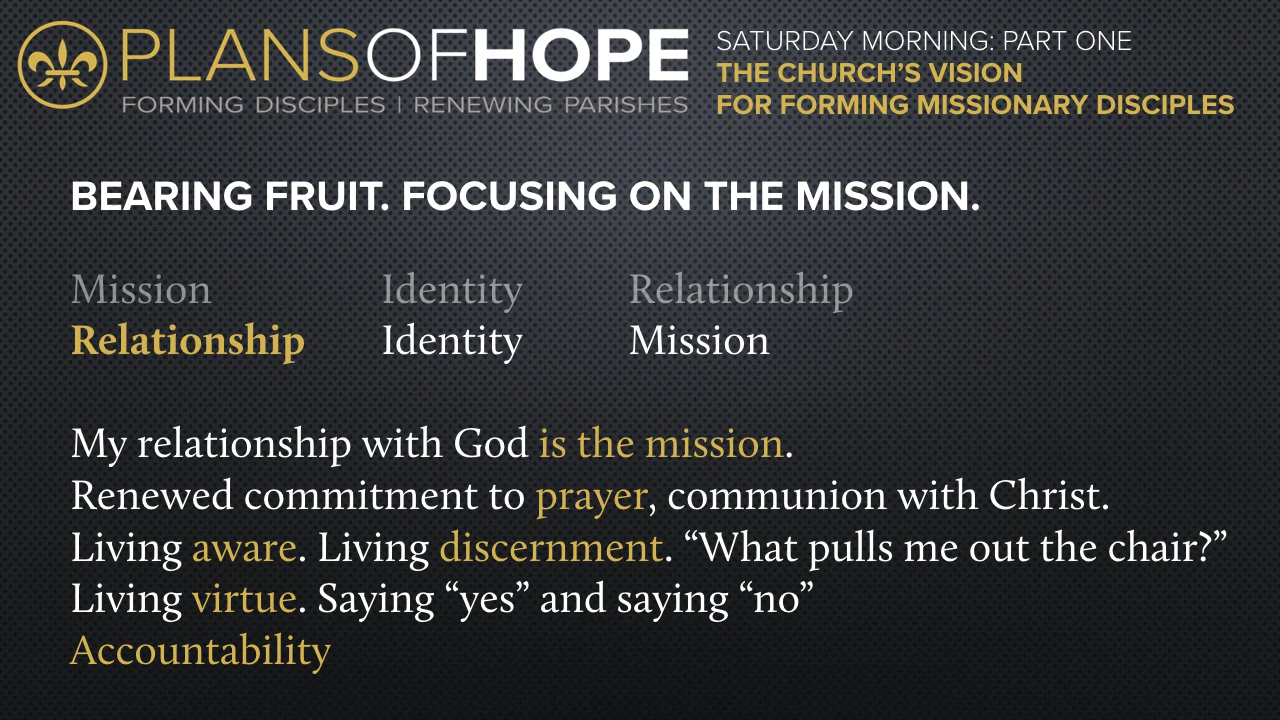 PLANSOFHOPE
FORMING DISCIPLES | RENEWING PARISHES
SATURDAY MORNING: PART ONE
THE CHURCH’S VISION
FOR FORMING MISSIONARY DISCIPLES
BEARING FRUIT. FOCUSING ON THE MISSION.
Mission Identity Relationship
Relationship Identity Mission
My relationship with God is the mission.
Renewed commitment to prayer, communion with Christ.
Living aware. Living discernment. “What pulls me out the chair?”
Living virtue. Saying “yes” and saying “no”
Accountability